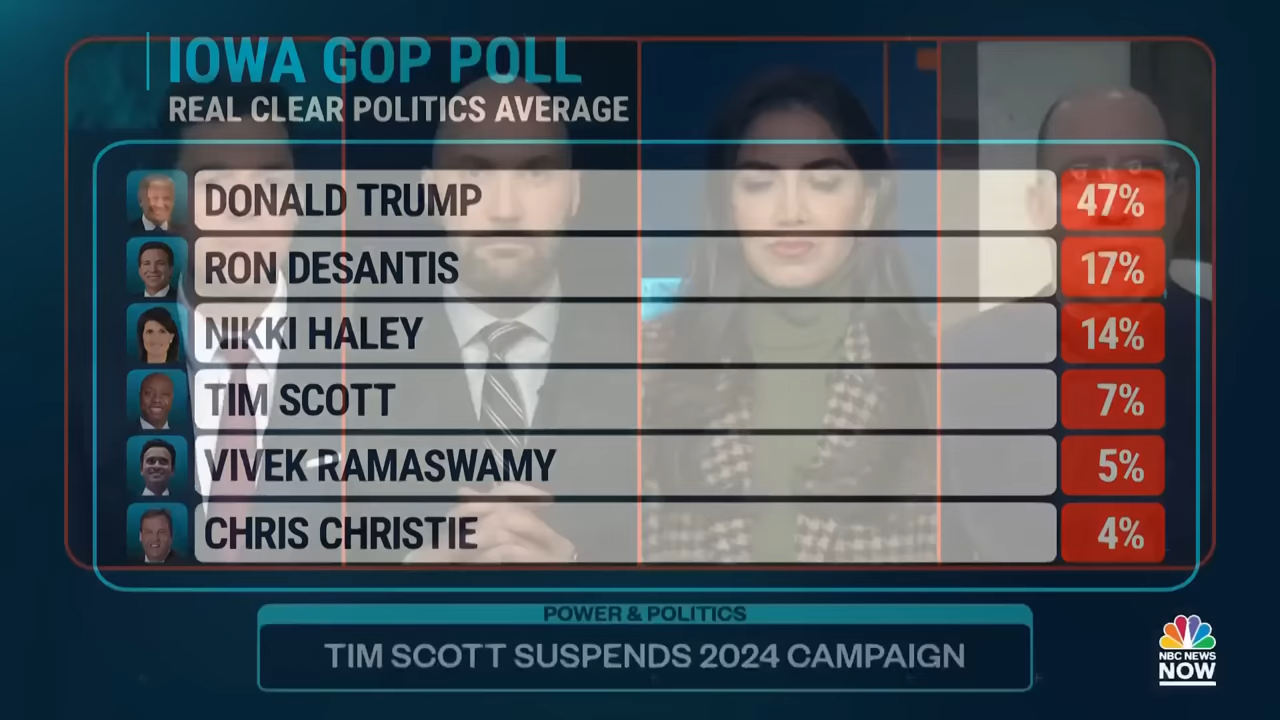 IOWA GOP POLL
REAL CLEAR POLITICS AVERAGE
DONALD TRUMP 47%
RON DESANTIS 17%
NIKKI HALEY 14%
TIM SCOTT 7%
VIVEK RAMASWAMY 5%
CHRIS CHRISTIE 4%
POWER & POLITICS
TIM SCOTT SUSPENDS 2024 CAMPAIGN
NBC NEWS
NOW